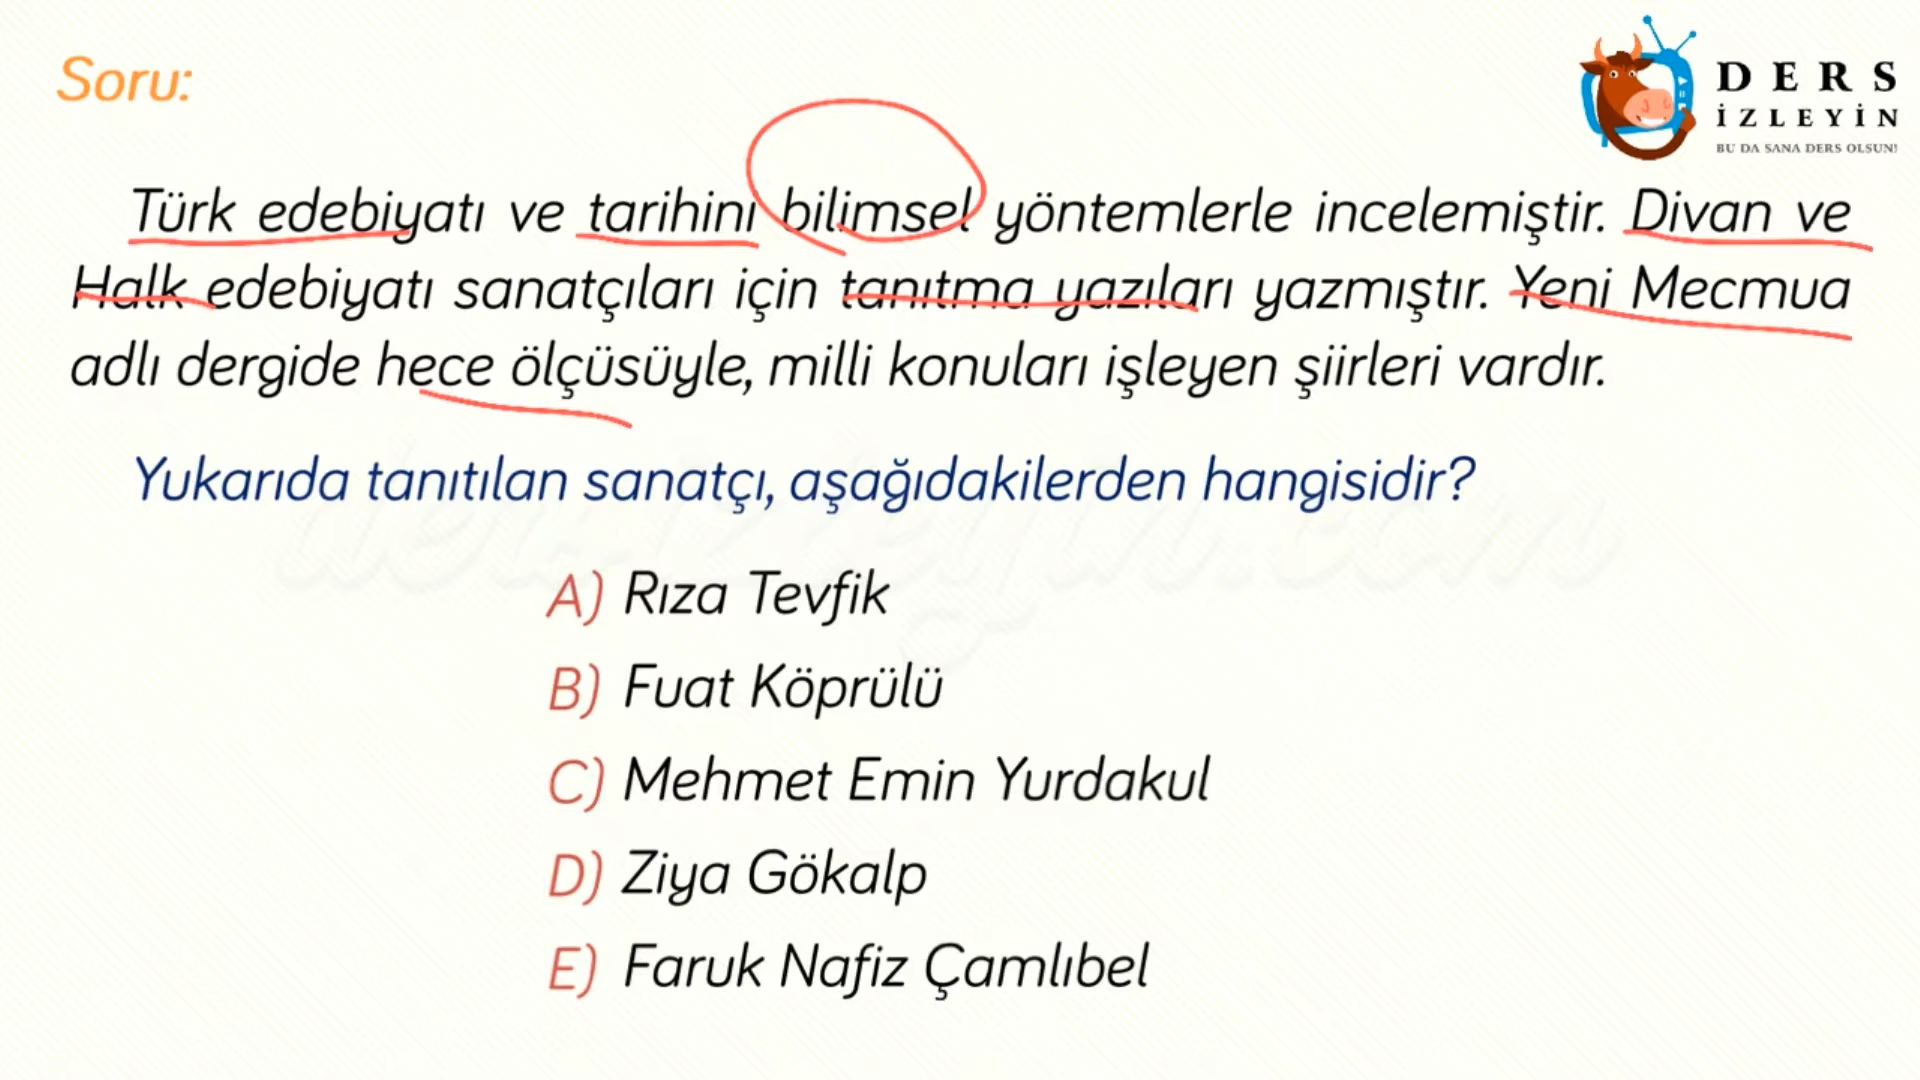 Soru:
DERS
İZLEYİN
BU DA SANA DERS OLSUN!
Türk edebiyatı ve tarihini bilimsel yöntemlerle incelemiştir. Divan ve
Halk edebiyatı sanatçıları için tanıtma yazıları yazmıştır. Yeni Mecmua
adlı dergide hece ölçüsüyle, milli konuları işleyen şiirleri vardır.
Yukarıda tanıtılan sanatçı, aşağıdakilerden hangisidir?
dersizleyin.com
A) Rıza Tevfik
B) Fuat Köprülü
C) Mehmet Emin Yurdakul
D) Ziya Gökalp
E) Faruk Nafiz Çamlıbel